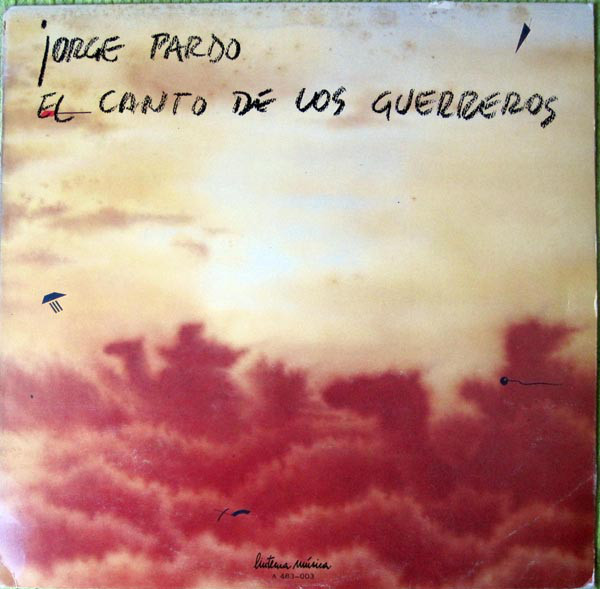 JORGE PARDO
EL CANTO DE LOS GUERREROS
linterna música
A 483-003